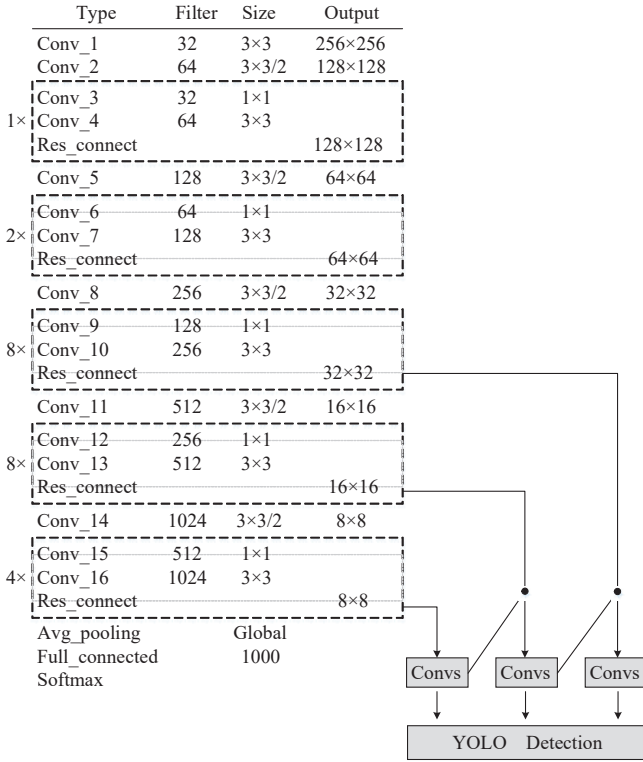 Type Filter Size Output
Conv_1 32 3×3 256×256
Conv_2 64 3×3/2 128×128
Conv_3 32 1×1
1× Conv_4 64 3×3
Res_connect 128×128
Conv_5 128 3×3/2 64×64
Conv_6 64 1×1
2× Conv_7 128 3×3
Res_connect 64×64
Conv_8 256 3×3/2 32×32
Conv_9 128 1×1
8× Conv_10 256 3×3
Res_connect 32×32
Conv_11 512 3×3/2 16×16
Conv_12 256 1×1
8× Conv_13 512 3×3
Res_connect 16×16
Conv_14 1024 3×3/2 8×8
Conv_15 512 1×1
4× Conv_16 1024 3×3
Res_connect 8×8
Avg_pooling Global
Full_connected 1000
Softmax
Convs Convs Convs
YOLO Detection